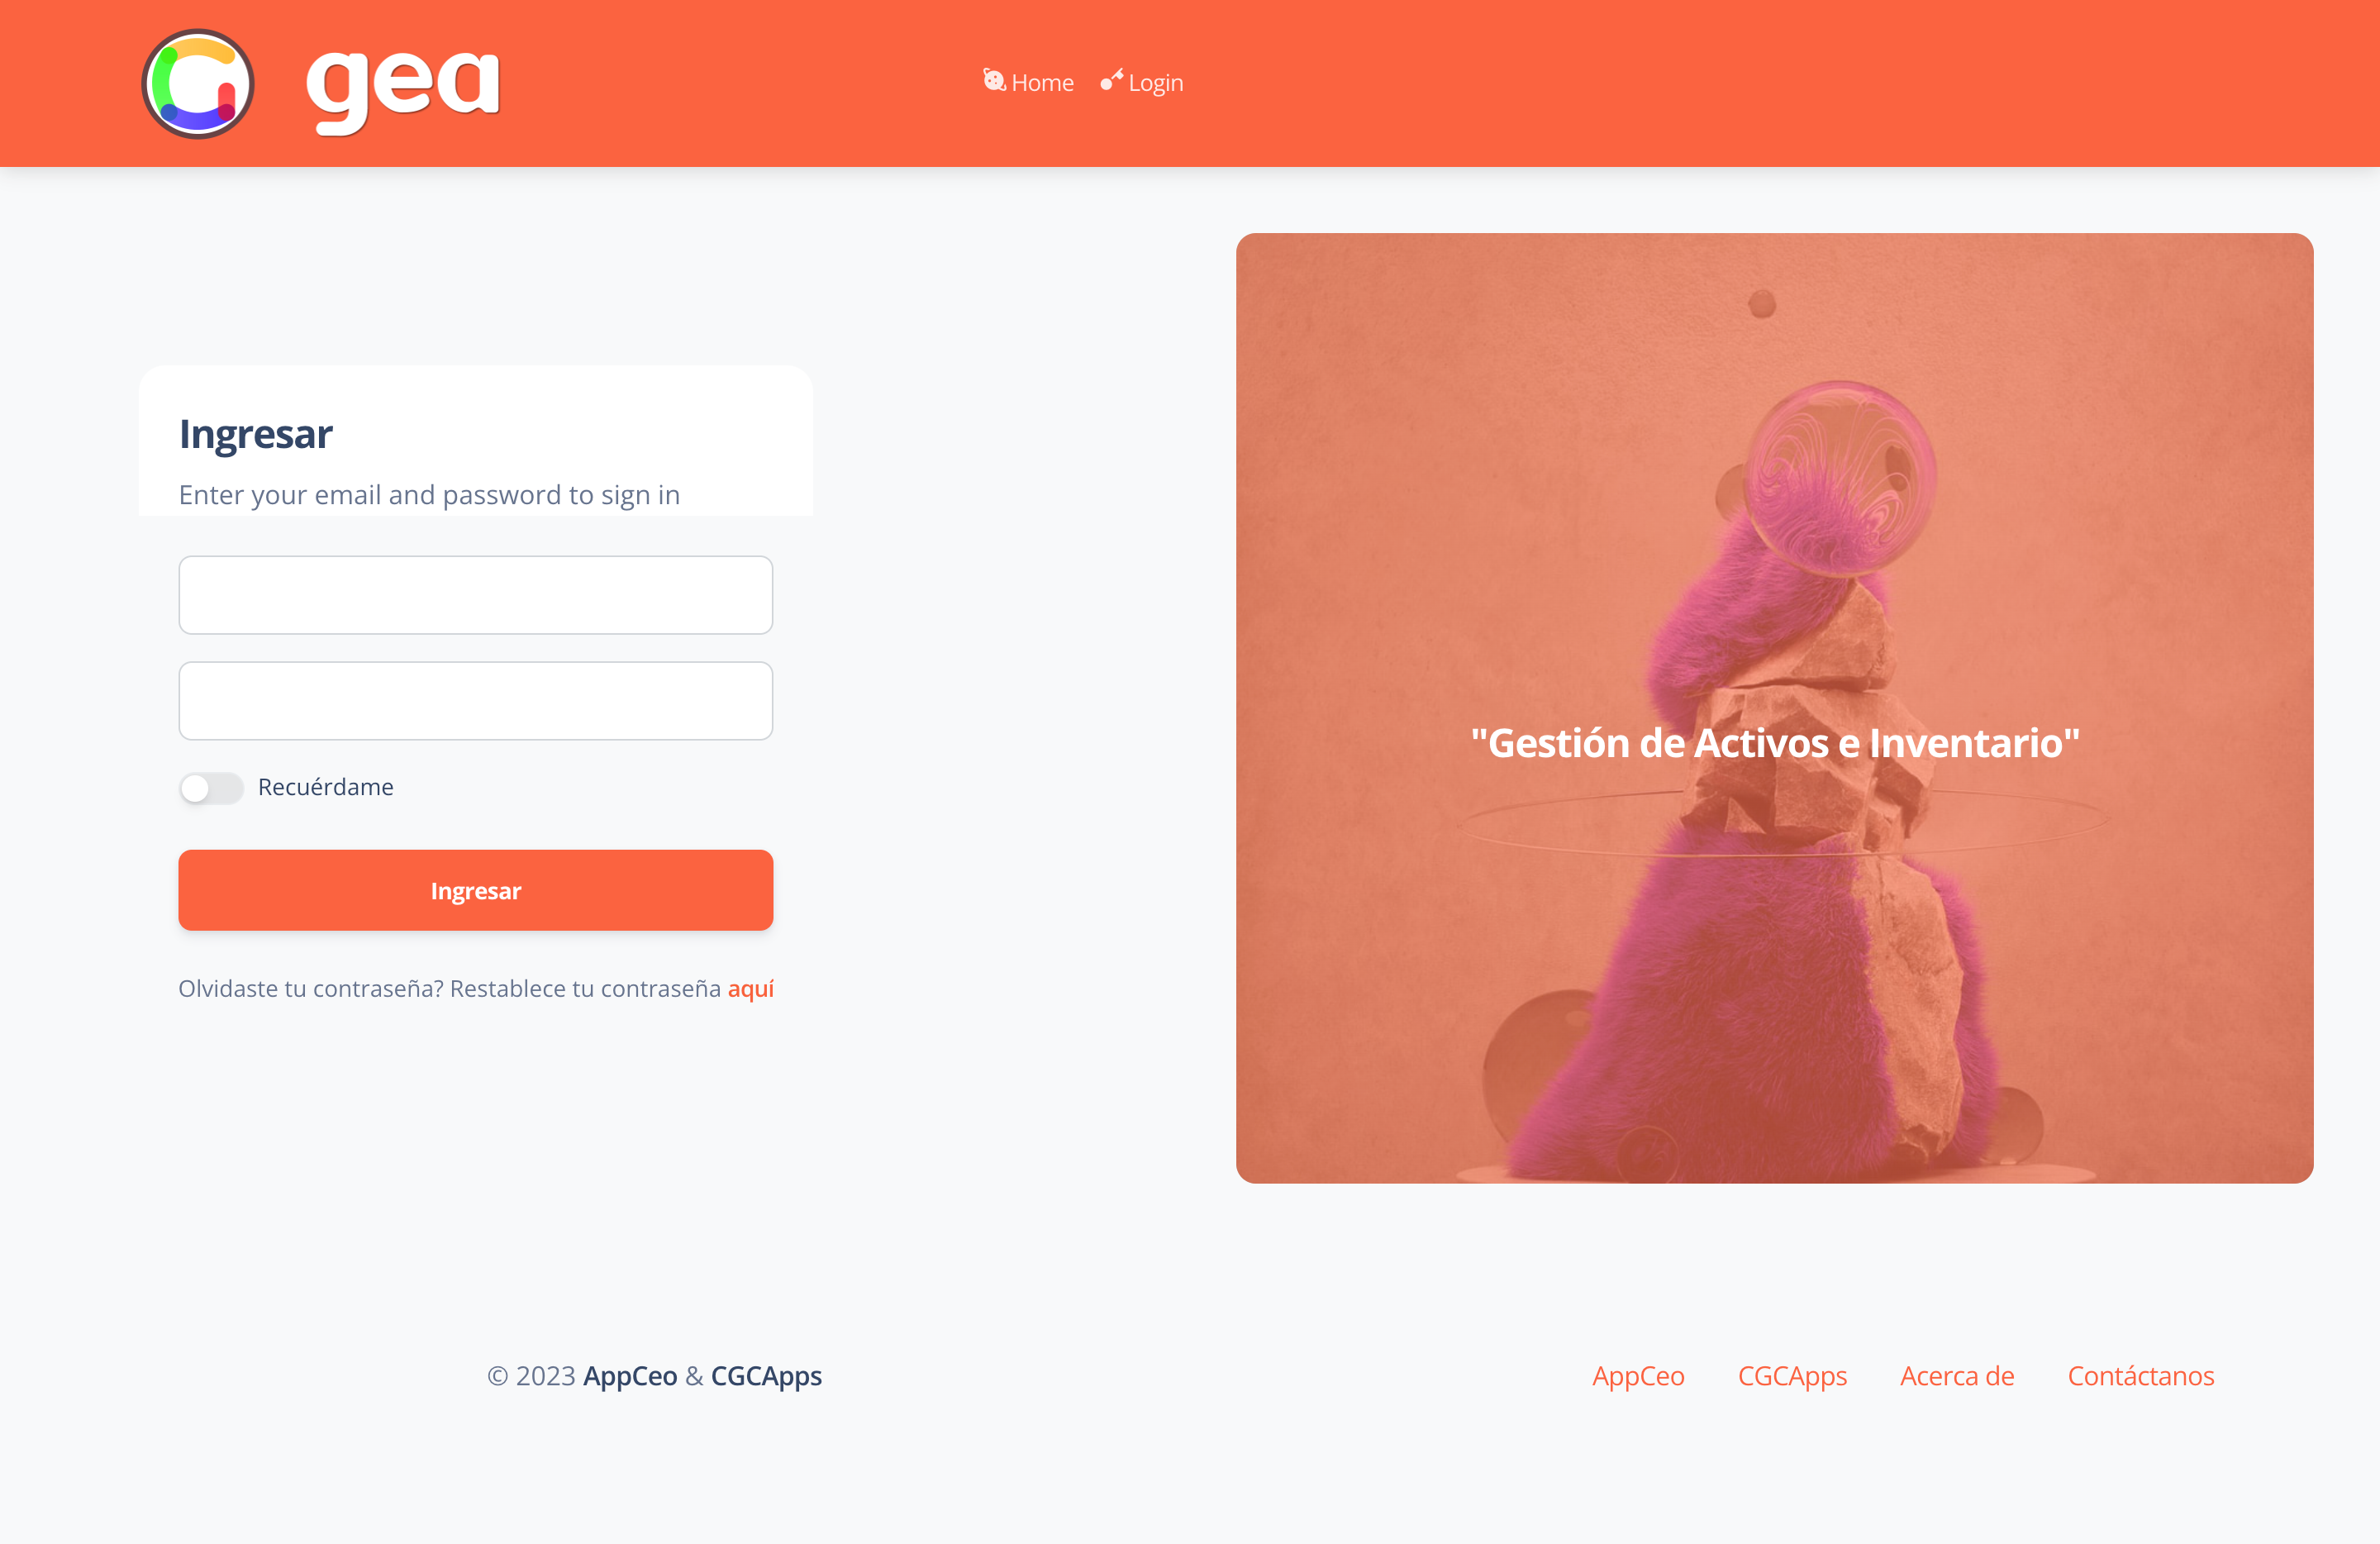 gea
Home Login
Ingresar
Enter your email and password to sign in
Recuérdame
Ingresar
Olvidaste tu contraseña? Restablece tu contraseña aquí
"Gestión de Activos e Inventario"
© 2023 AppCeo & CGCApps
AppCeo CGCApps Acerca de Contáctanos